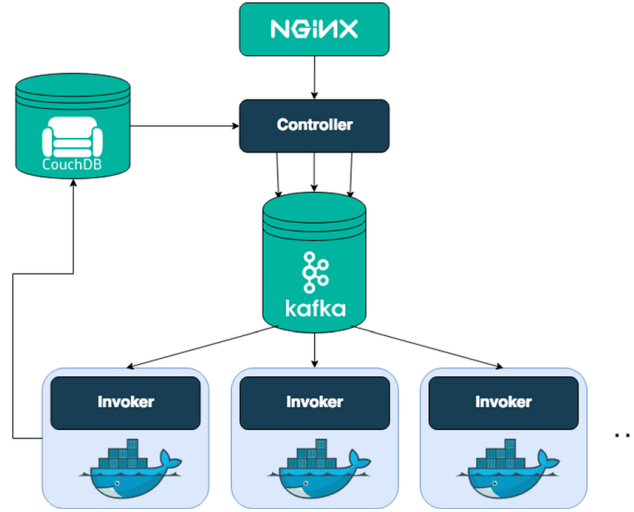 NGINX
Controller
CouchDB
kafka
Invoker
Invoker
Invoker
..